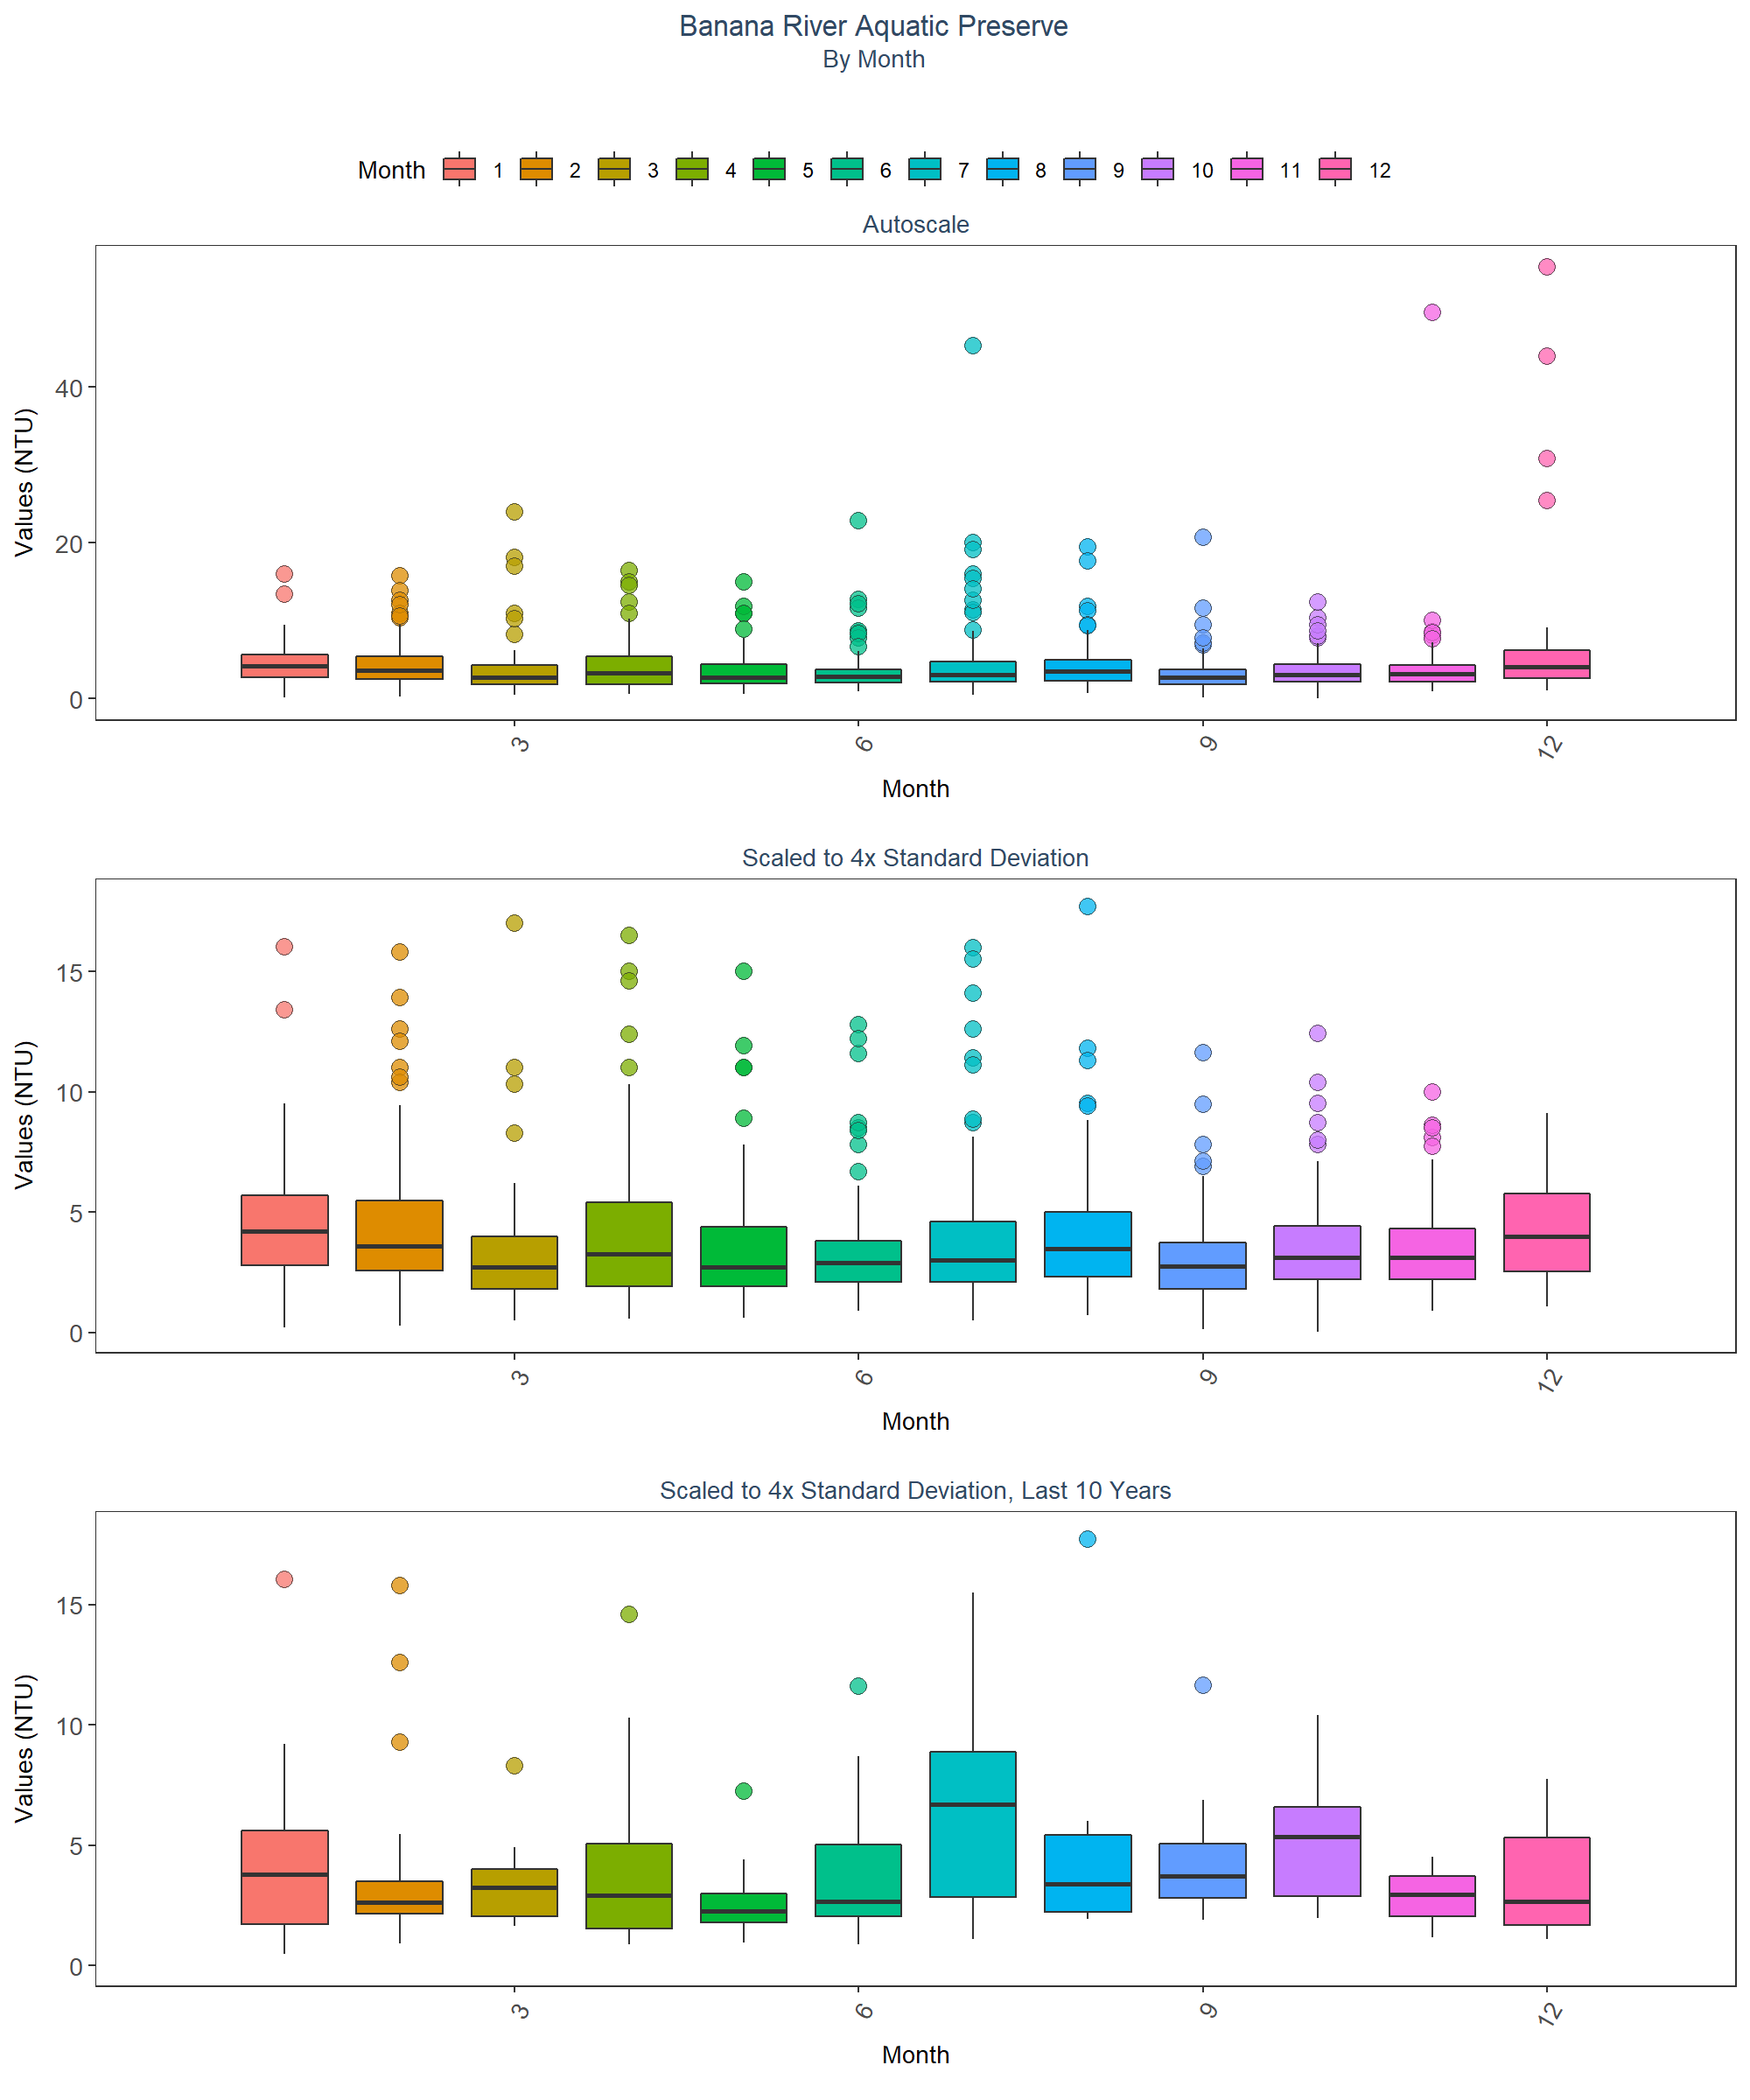 Banana River Aquatic Preserve
By Month
Month 1 2 3 4 5 6 7 8 9 10 11 12
Autoscale
Values (NTU)
40
20
0
3 6 9 12
Month
Scaled to 4x Standard Deviation
Values (NTU)
15
10
5
0
3 6 9 12
Month
Scaled to 4x Standard Deviation, Last 10 Years
Values (NTU)
15
10
5
0
3 6 9 12
Month